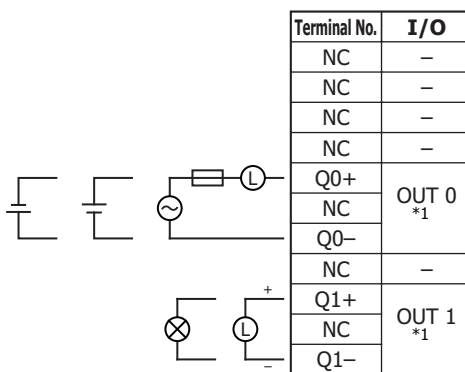 Terminal No. I/O
NC –
NC –
NC –
NC –
L Q0+ OUT 0
NC *1
Q0–
NC –
+ Q1+ OUT 1
L NC *1
– Q1–